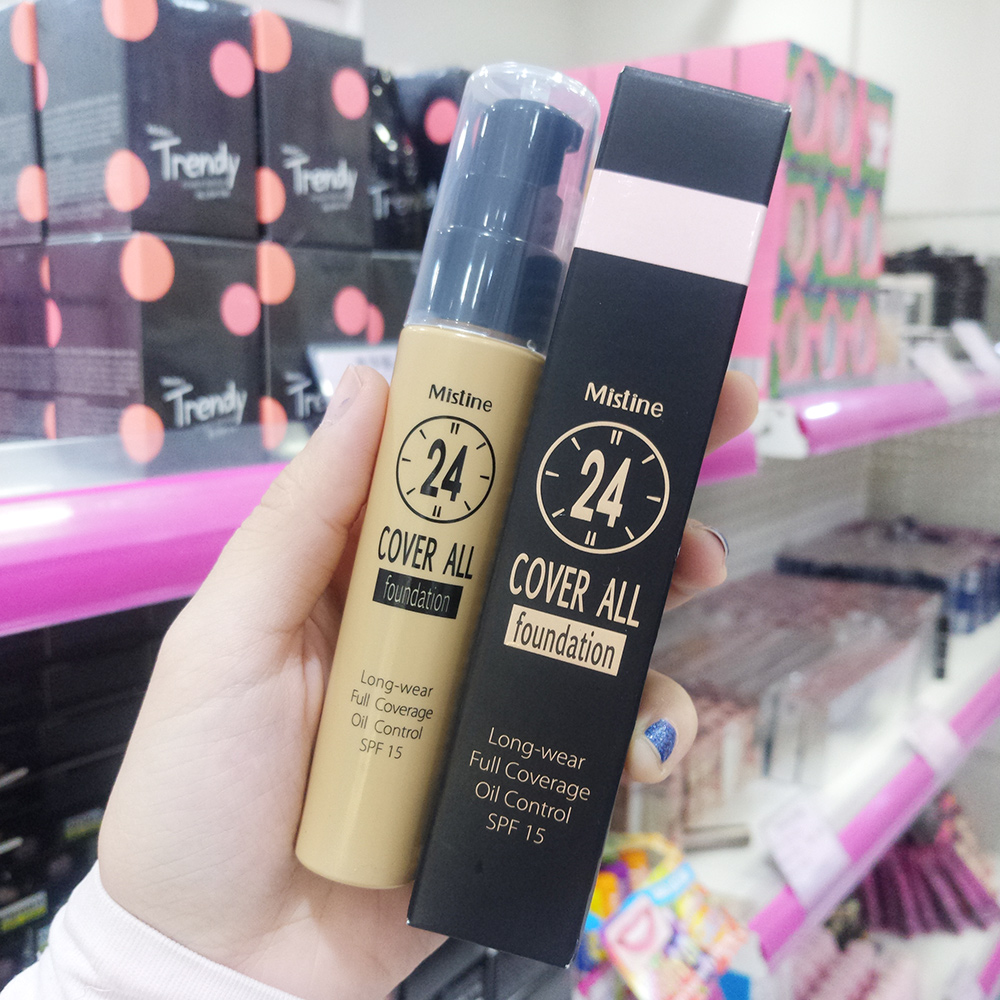 Trendy
Trendy
Trendy
Trendy
Mistine
24
COVER ALL
foundation
Long-wear
Full Coverage
Oil Control
SPF 15
Mistine
24
COVER ALL
foundation
Long-wear
Full Coverage
Oil Control
SPF 15